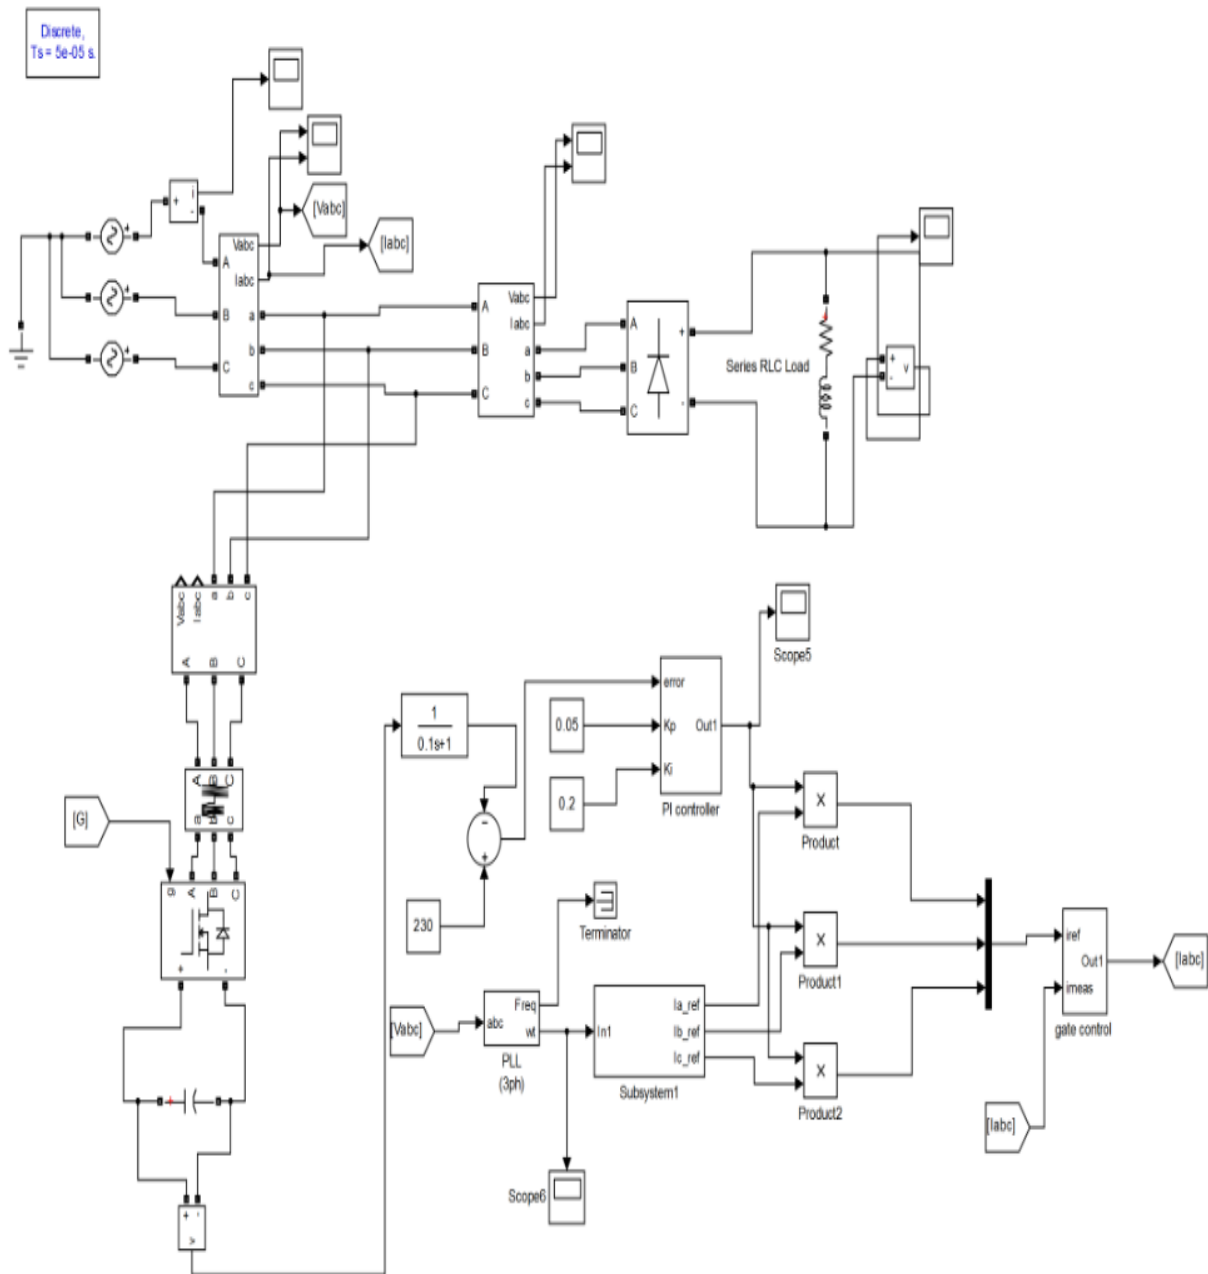 Discrete,
Ts = 5e-05 s.
i
+
-
[Vabc]
[Iabc]
+
+
+
A
B
C
Vabc
Iabc
a
b
c
A
B
C
Vabc
Iabc
a
b
c
A
B
C
+
-
Series RLC Load
+
-
v
Vabc
Iabc
a
b
c
A
B
C
A
B
C
a
b
c
[G]
g
A
B
C
+
-
+
+
-
v
1
0.1s+1
-
+
230
0.05
0.2
error
Kp
Ki
Out1
PI controller
Scope5
Terminator
[Vabc]
abc
Freq
wt
PLL
(3ph)
Scope6
In1
Ia_ref
Ib_ref
Ic_ref
Subsystem1
X
Product
X
Product1
X
Product2
iref
imeas
Out1
gate control
[Iabc]
[Iabc]